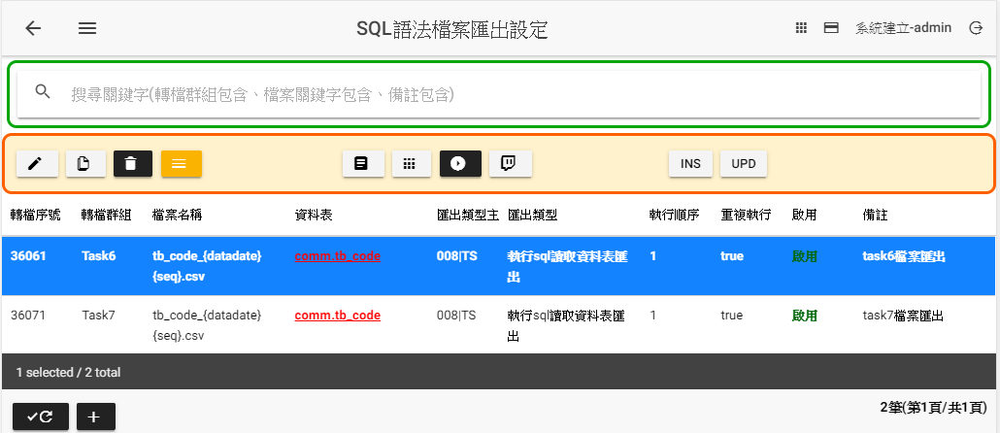 SQL語法檔案匯出設定
系統建立-admin
搜尋關鍵字(轉檔群組包含、檔案關鍵字包含、備註包含)
INS UPD
轉檔序號 轉檔群組 檔案名稱 資料表 匯出類型主 匯出類型 執行順序 重複執行 啟用 備註
36061 Task6 tb_code_{datadate} comm.tb_code 008|TS 執行sql讀取資料表匯 1 true 啟用 task6檔案匯出
{seq}.csv 出
36071 Task7 tb_code_{datadate} comm.tb_code 008|TS 執行sql讀取資料表匯 1 true 啟用 task7檔案匯出
{seq}.csv 出
1 selected / 2 total
2筆(第1頁/共1頁)